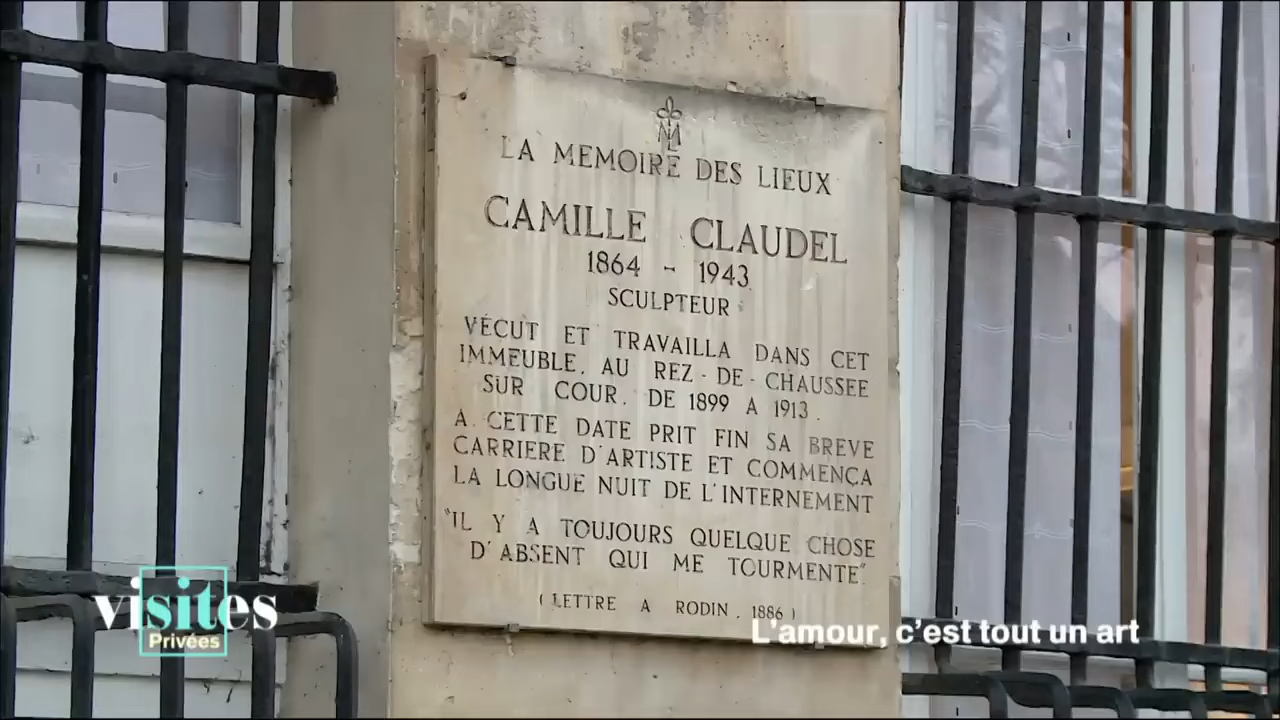 LA MEMOIRE DES LIEUX
CAMILLE CLAUDEL
1864 - 1943
SCULPTEUR
VÉCUT ET TRAVAILLA DANS CET
IMMEUBLE. AU REZ-DE-CHAUSSEE
SUR COUR. DE 1899 A 1913.
A CETTE DATE PRIT FIN SA BREVE
CARRIERE D'ARTISTE ET COMMENÇA
LA LONGUE NUIT DE L'INTERNEMENT
"IL Y A TOUJOURS QUELQUE CHOSE
D'ABSENT QUI ME TOURMENTE".
(LETTRE A RODIN. 1886)
visites
Privées
L'amour, c'est tout un art